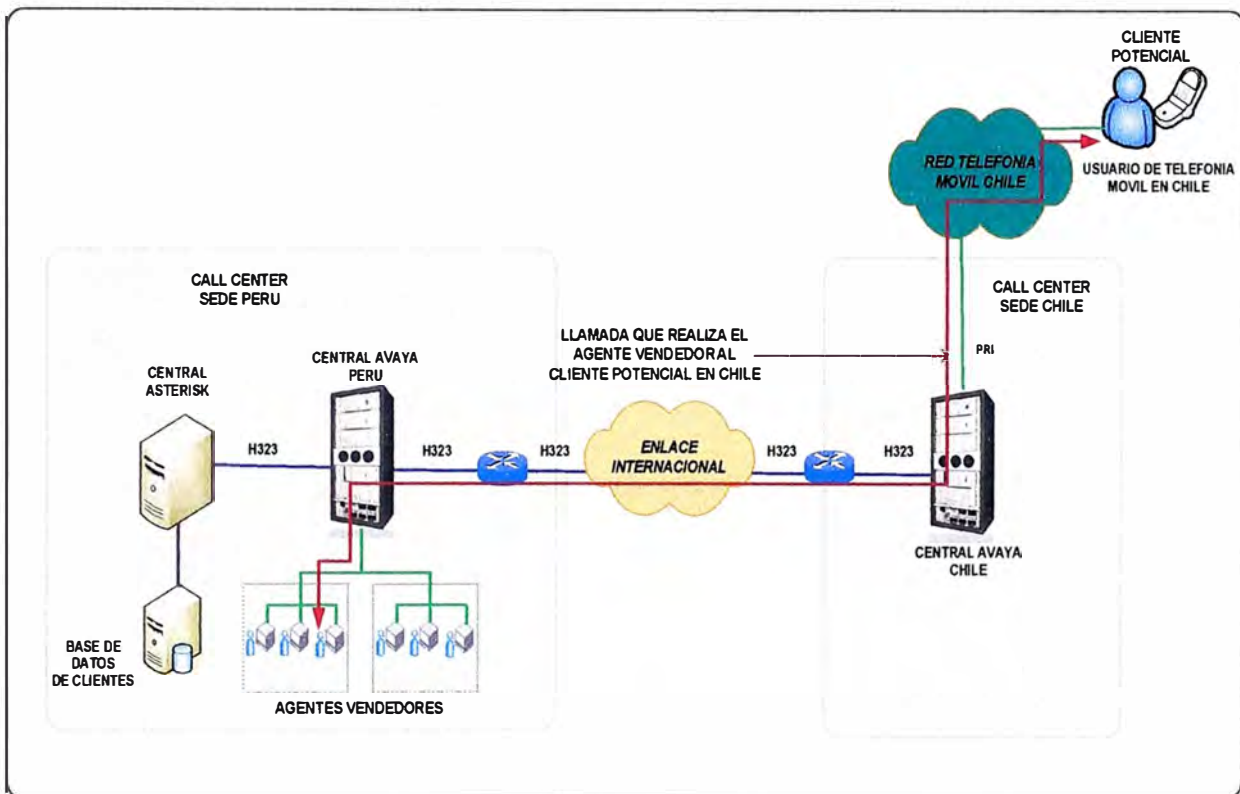 CLIENTE
POTENCIAL
RED TELEFONIA
MOVIL CHILE
USUARIO DE TELEFONIA
MOVIL EN CHILE
CALL CENTER
SEDE PERU
CALL CENTER
SEDE CHILE
LLAMADA QUE REALIZA EL
AGENTE VENDEDOR AL
CLIENTE POTENCIAL EN CHILE
PRI
CENTRAL AVAYA
PERU
CENTRAL
ASTERISK
H323
H323
H323
ENLACE
INTERNACIONAL
H323
H323
CENTRAL AVAYA
CHILE
BASE DE
DATOS
DE CLIENTES
AGENTES VENDEDORES